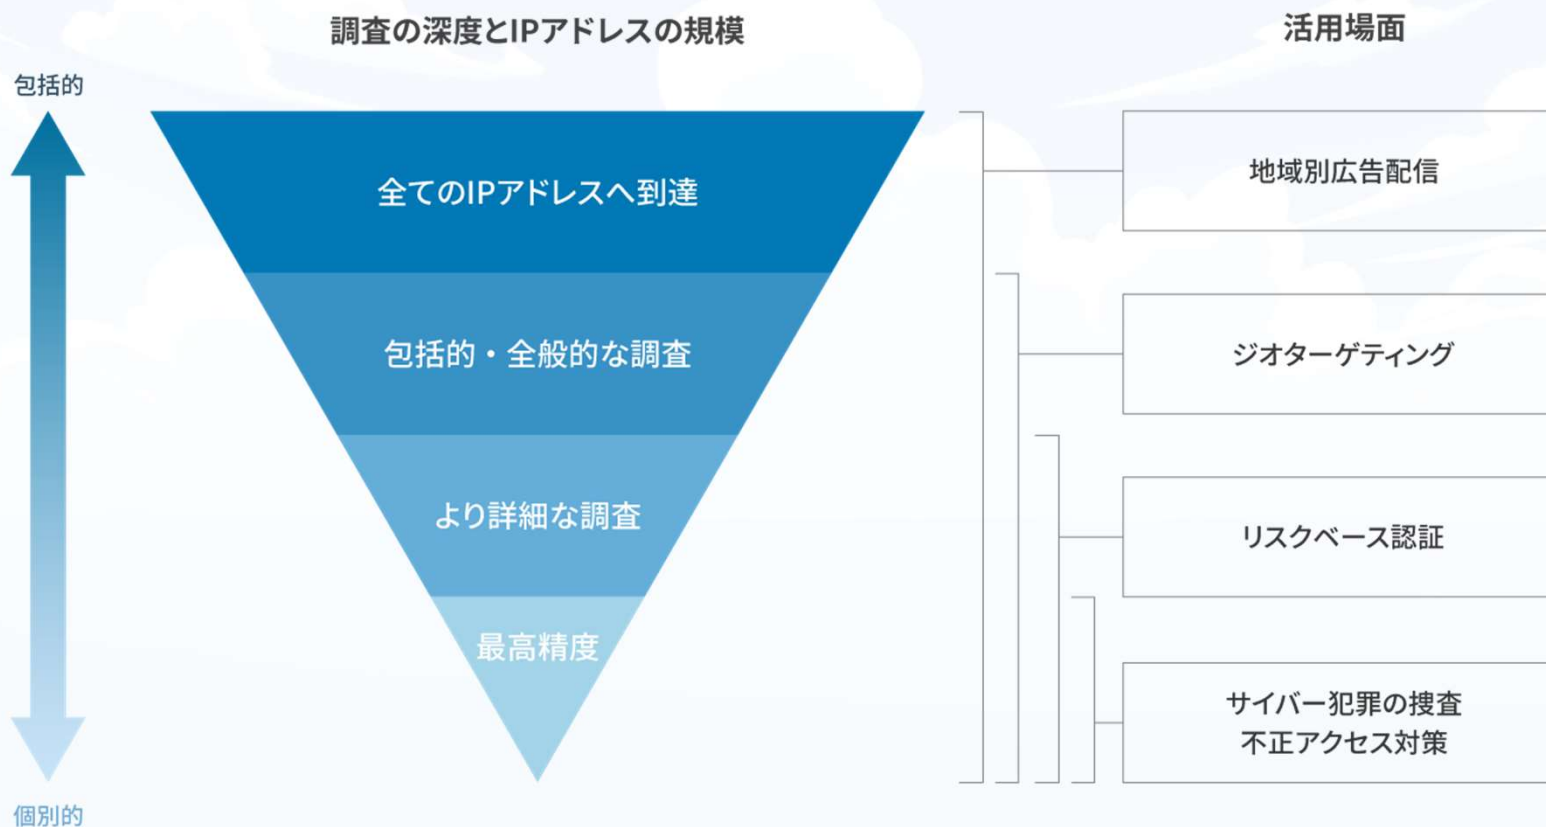 調査の深度とIPアドレスの規模
活用場面
包括的
全てのIPアドレスへ到達
包括的・全般的な調査
より詳細な調査
最高精度
個別的
地域別広告配信
ジオターゲティング
リスクベース認証
サイバー犯罪の捜査
不正アクセス対策